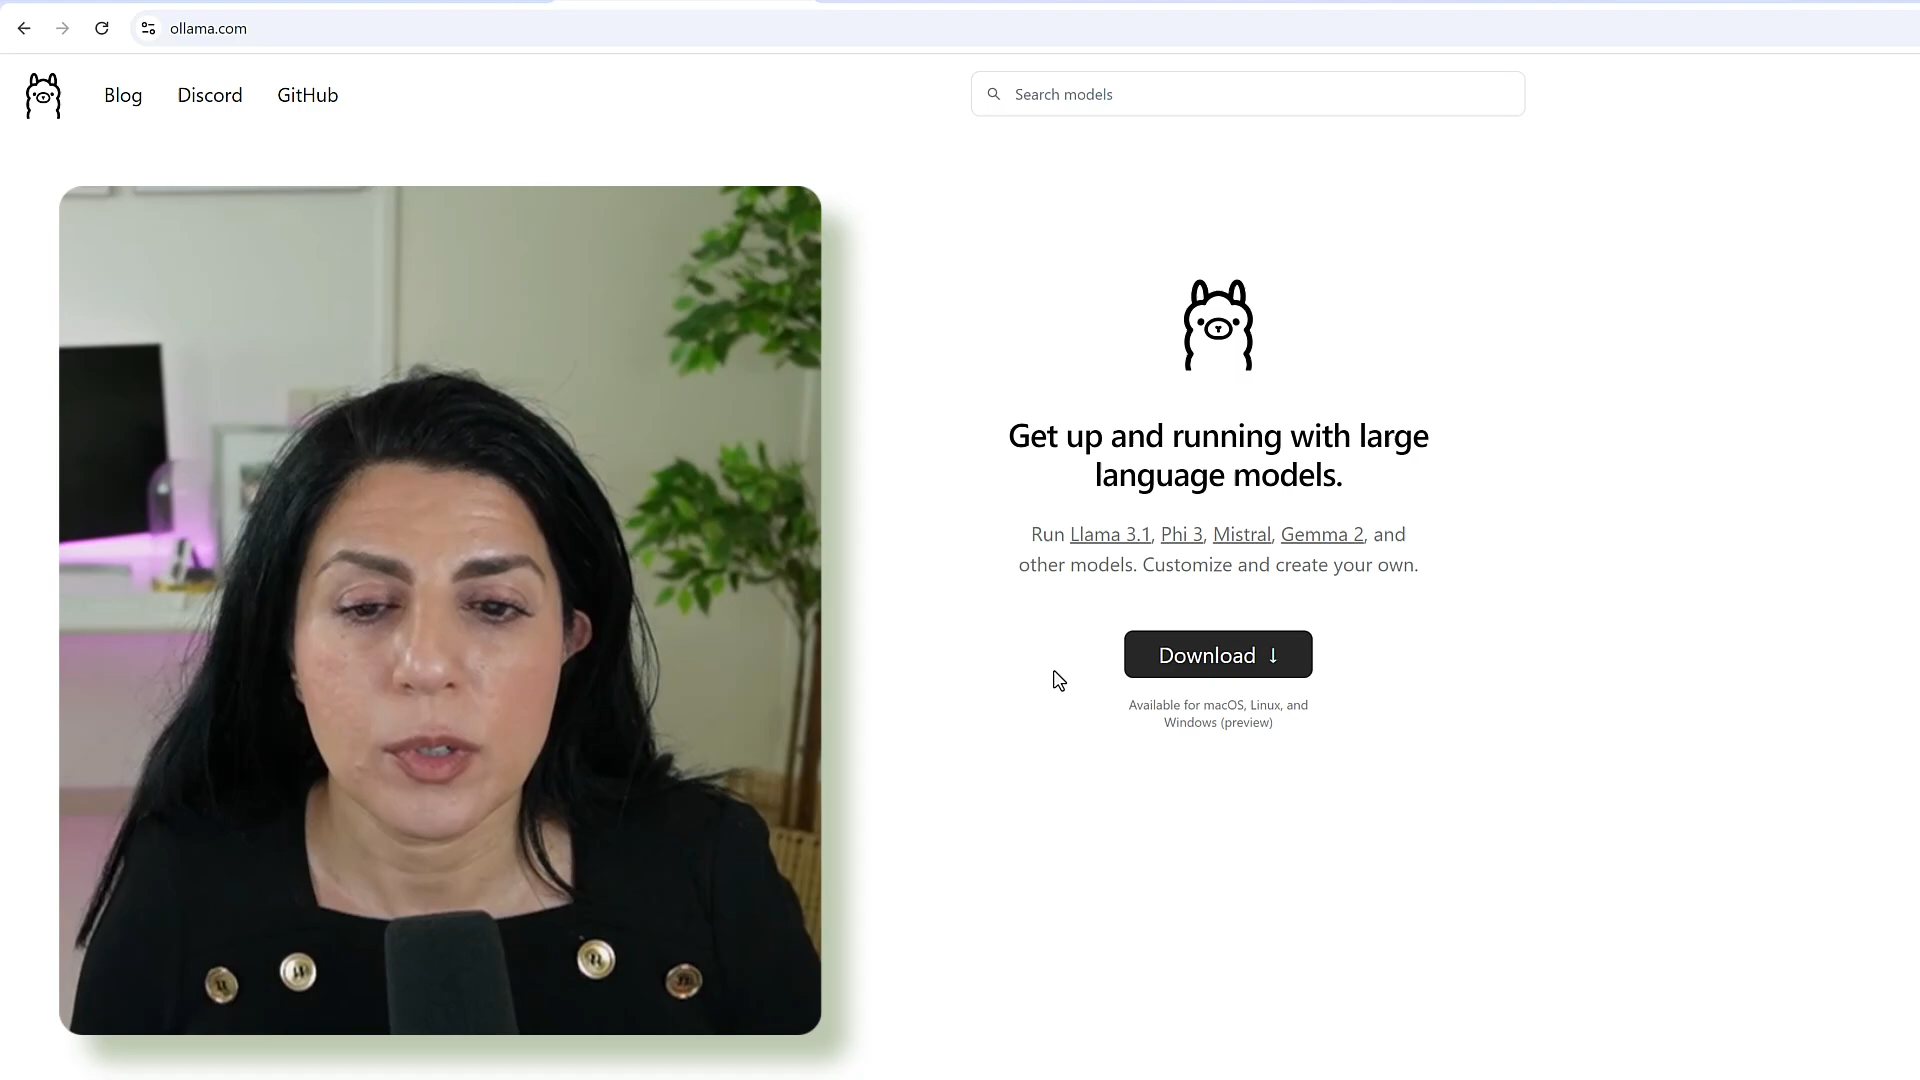 ollama.com
Blog Discord GitHub
Search models
Get up and running with large
language models.
Run Llama 3.1, Phi 3, Mistral, Gemma 2, and
other models. Customize and create your own.
Download ↓
Available for macOS, Linux, and
Windows (preview)